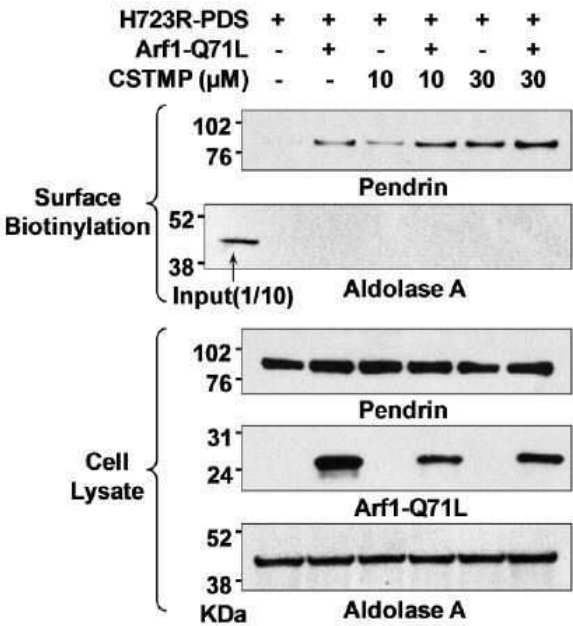 H723R-PDS + + + + + +
Arf1-Q71L - + - + - +
CSTMP (μM) - - 10 10 30 30
102
76
Pendrin
Surface
Biotinylation
52
38
Input(1/10)
Aldolase A
102
76
Pendrin
31
24
Cell
Lysate
Arf1-Q71L
52
38
KDa
Aldolase A